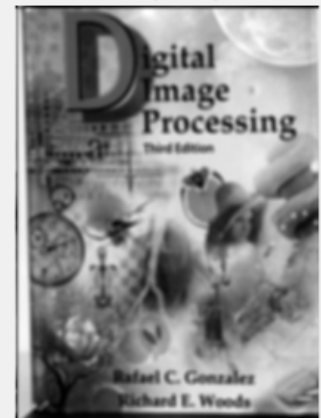 Digital
Image
Processing
Third Edition
Rafael C. Gonzalez
Richard E. Woods